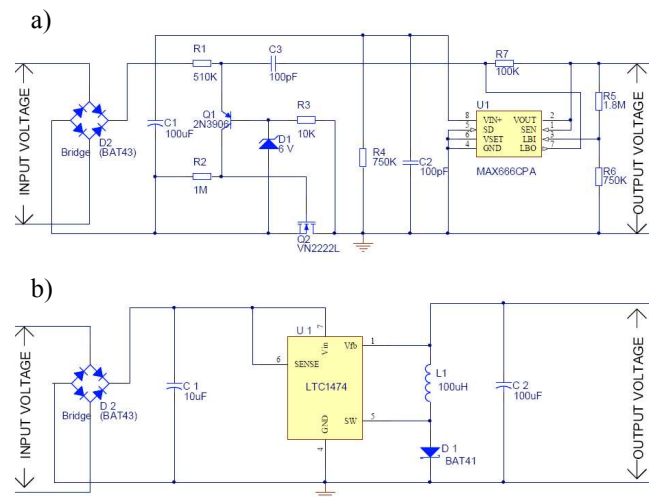 a)
INPUT VOLTAGE
Bridge
D2
(BAT43)
C1
100uF
R1
510K
C3
100pF
Q1
2N3906
D1
6 V
R3
10K
R2
1M
Q2
VN2222L
R4
750K
C2
100pF
R7
100K
U1
8
5
6
4
VIN+
SD
VSET
GND
VOUT
SEN
LBI
LBO
2
1
3
7
MAX666CPA
R5
1.8M
R6
750K
OUTPUT VOLTAGE
b)
INPUT VOLTAGE
Bridge
D 2
(BAT43)
C 1
10uF
U 1
7
Vin
6
SENSE
Vfb
1
LTC1474
SW
5
GND
4
L1
100uH
D 1
BAT41
C 2
100uF
OUTPUT VOLTAGE